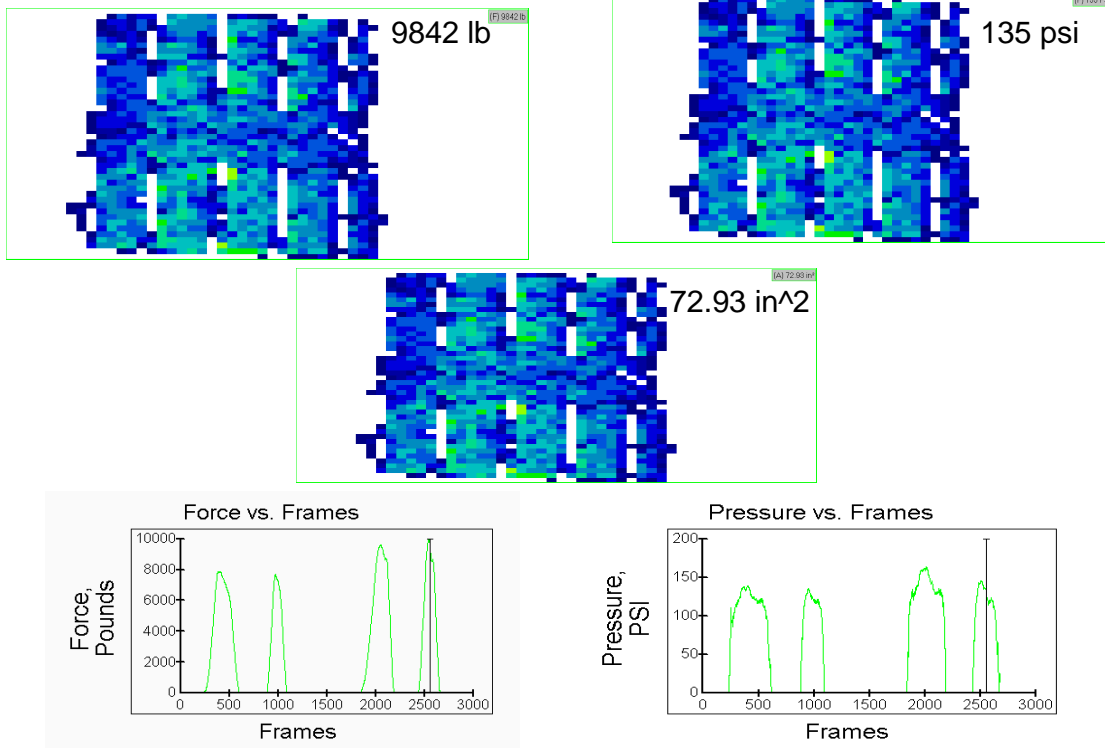 (F) 9842 lb
9842 lb
135 psi
(A) 72.93 in²
72.93 in^2
Force vs. Frames
10000
8000
6000
4000
2000
0
Force,
Pounds
0 500 1000 1500 2000 2500 3000
Frames
Pressure vs. Frames
200
150
100
50
0
Pressure,
PSI
0 500 1000 1500 2000 2500 3000
Frames